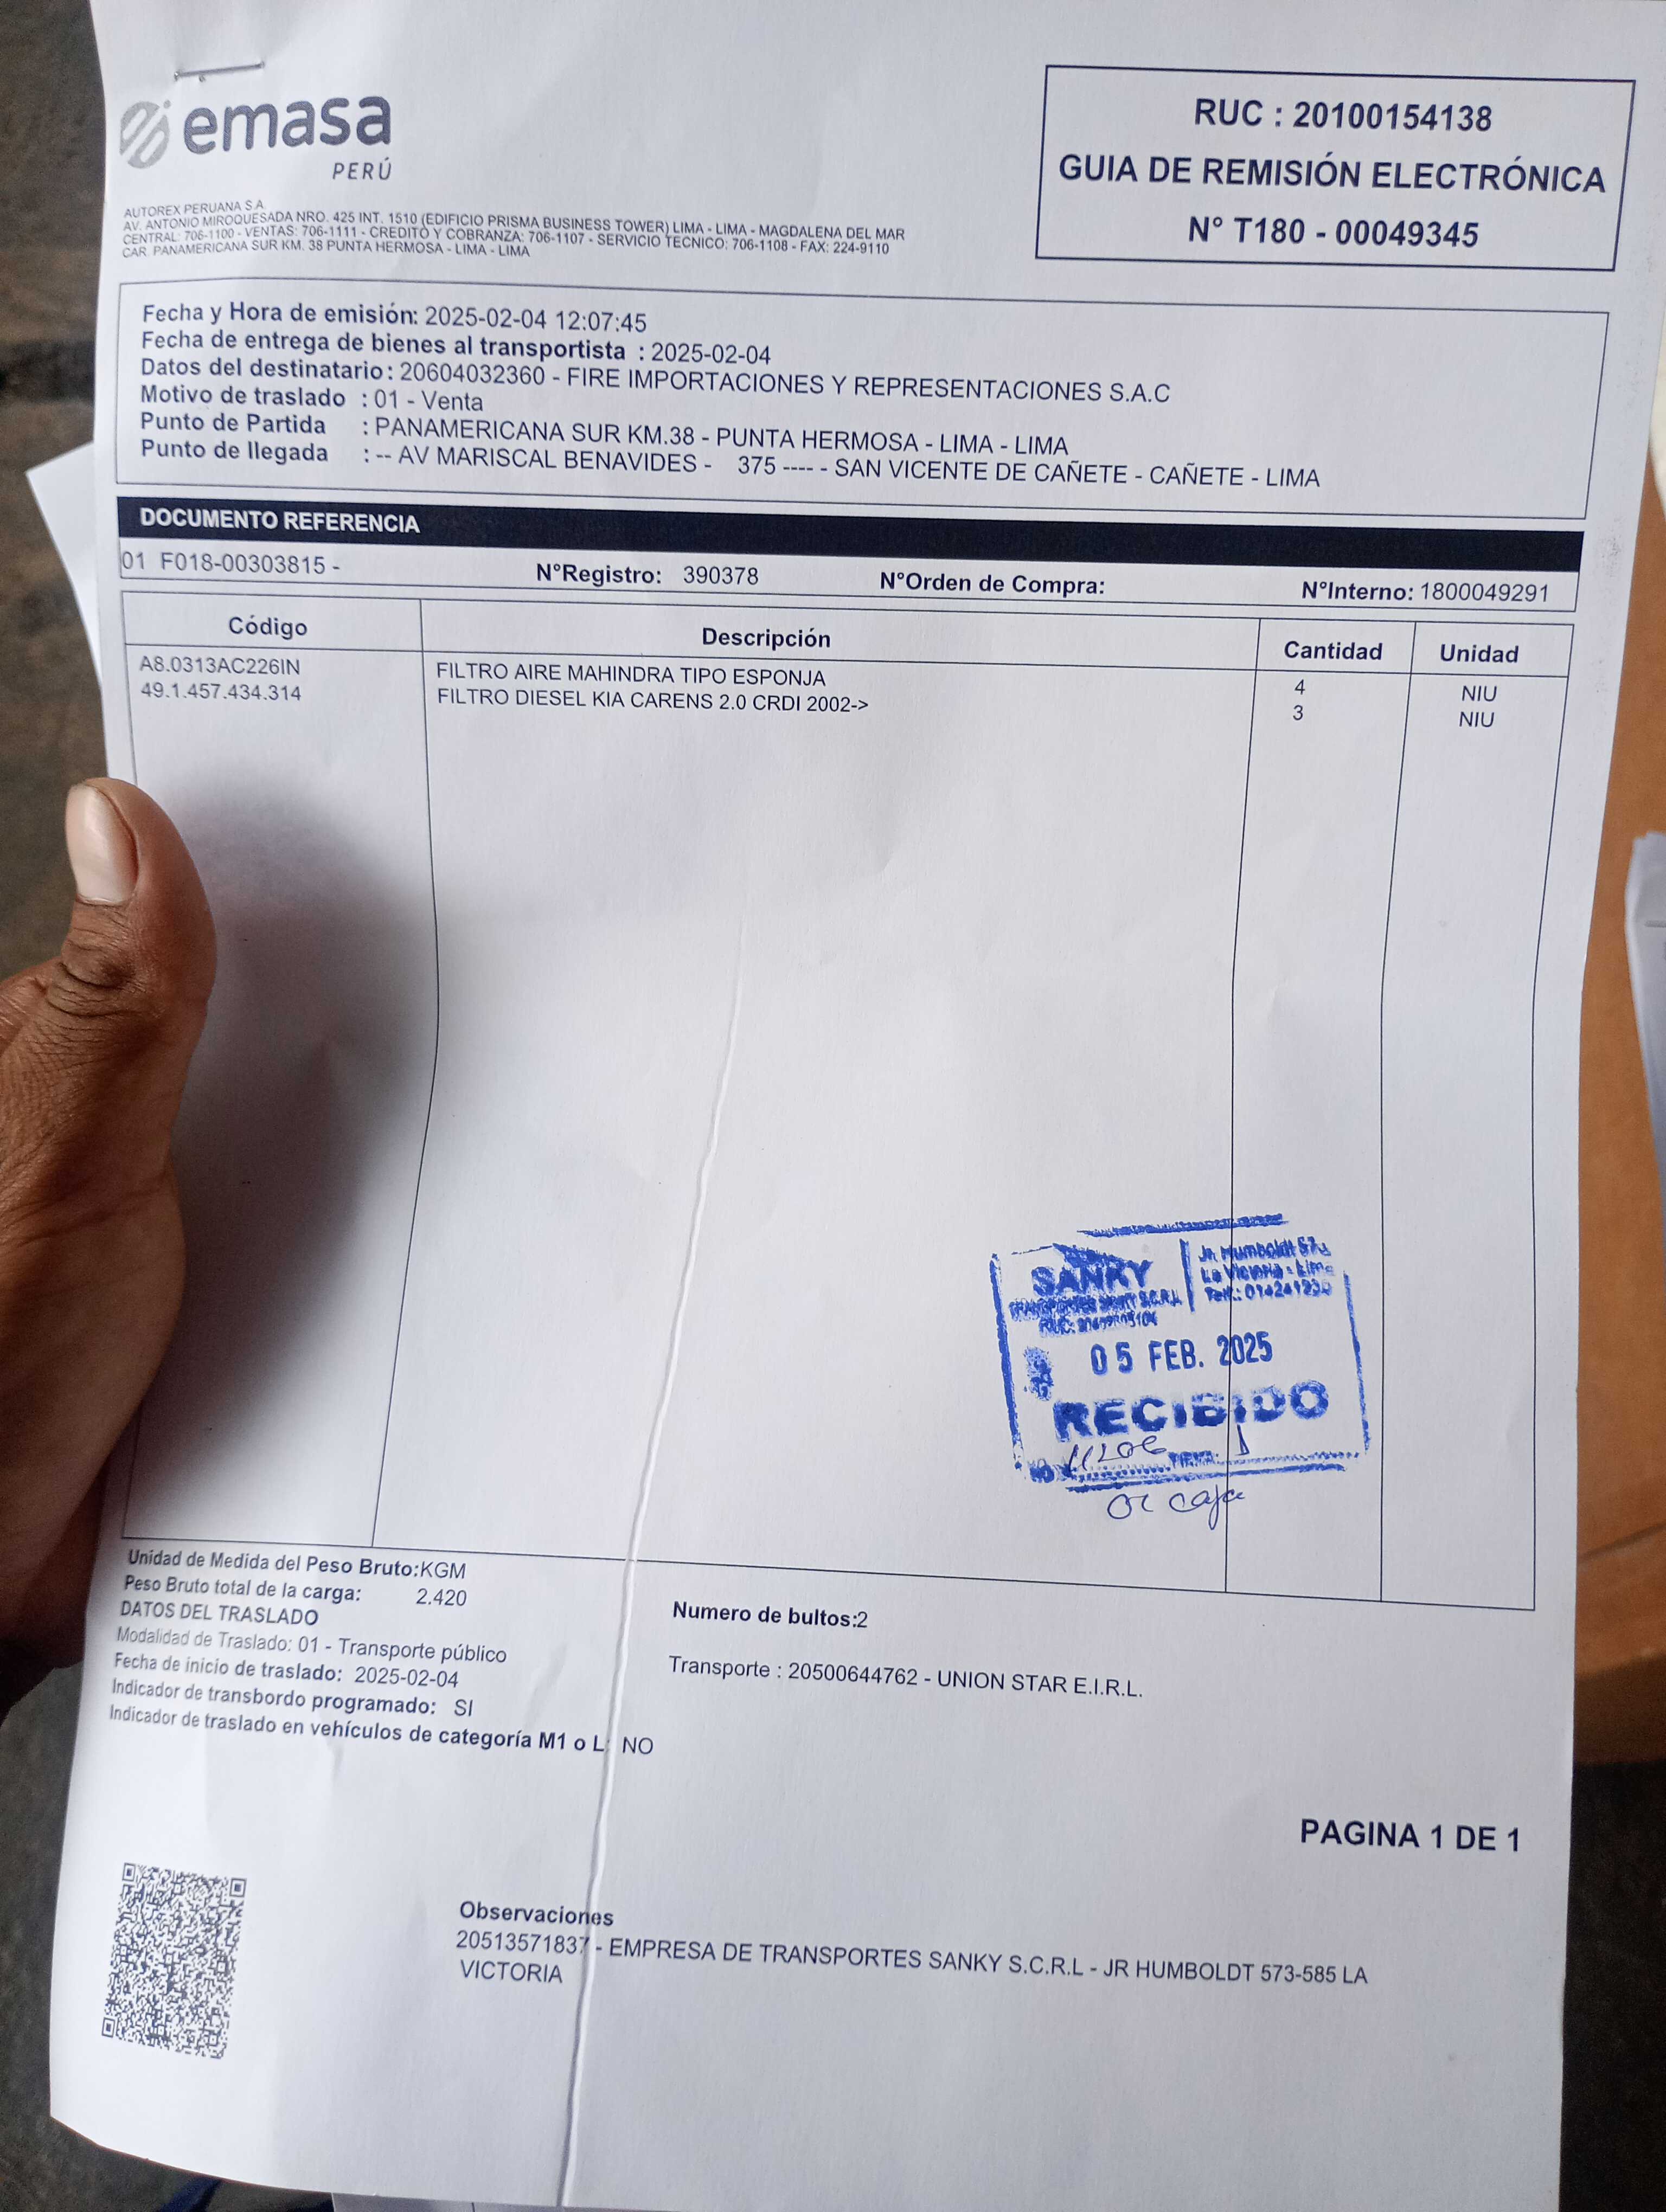 emasa
PERÚ
RUC : 20100154138
GUIA DE REMISIÓN ELECTRÓNICA
N° T180 - 00049345
AUTOREX PERUANA S.A.
AV. ANTONIO MIROQUESADA NRO. 425 INT. 1510 (EDIFICIO PRISMA BUSINESS TOWER) LIMA - LIMA - MAGDALENA DEL MAR
CENTRAL: 706-1100 - VENTAS: 706-1111 - CREDITO Y COBRANZA: 706-1107 - SERVICIO TECNICO: 706-1108 - FAX: 224-9110
CAR. PANAMERICANA SUR KM. 38 PUNTA HERMOSA - LIMA - LIMA
Fecha y Hora de emisión: 2025-02-04 12:07:45
Fecha de entrega de bienes al transportista : 2025-02-04
Datos del destinatario: 20604032360 - FIRE IMPORTACIONES Y REPRESENTACIONES S.A.C
Motivo de traslado : 01 - Venta
Punto de Partida : PANAMERICANA SUR KM.38 - PUNTA HERMOSA - LIMA - LIMA
Punto de llegada : -- AV MARISCAL BENAVIDES - 375 ---- - SAN VICENTE DE CAÑETE - CAÑETE - LIMA
DOCUMENTO REFERENCIA
01 F018-00303815 - N°Registro: 390378 N°Orden de Compra: N°Interno: 1800049291
Código Descripción Cantidad Unidad
A8.0313AC226IN FILTRO AIRE MAHINDRA TIPO ESPONJA 4 NIU
49.1.457.434.314 FILTRO DIESEL KIA CARENS 2.0 CRDI 2002-> 3 NIU
SANKY Jr. Humboldt
TRANSPORTES SANKY S.C.R.L La Victoria - Lima
RUC: Telf.:
05 FEB. 2025
RECIBIDO
11206
01 caja
Unidad de Medida del Peso Bruto:KGM
Peso Bruto total de la carga: 2.420
Numero de bultos:2
DATOS DEL TRASLADO
Modalidad de Traslado: 01 - Transporte público
Transporte : 20500644762 - UNION STAR E.I.R.L.
Fecha de inicio de traslado: 2025-02-04
Indicador de transbordo programado: SI
Indicador de traslado en vehículos de categoría M1 o L: NO
PAGINA 1 DE 1
Observaciones
20513571837 - EMPRESA DE TRANSPORTES SANKY S.C.R.L - JR HUMBOLDT 573-585 LA
VICTORIA